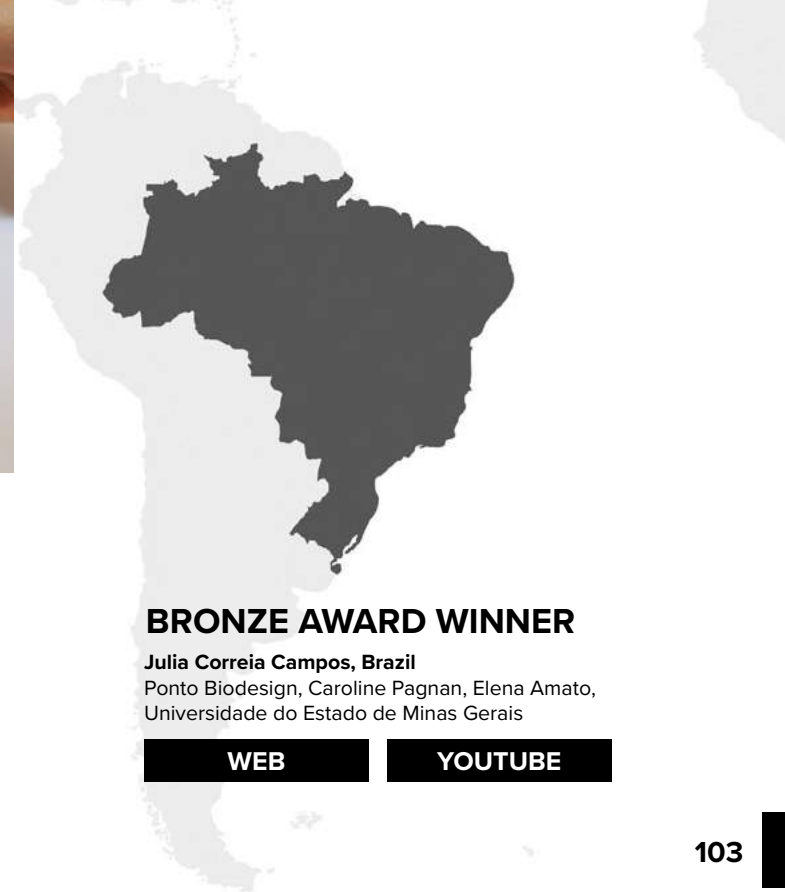 BRONZE AWARD WINNER
Julia Correia Campos, Brazil
Ponto Biodesign, Caroline Pagnan, Elena Amato,
Universidade do Estado de Minas Gerais
WEB
YOUTUBE
103